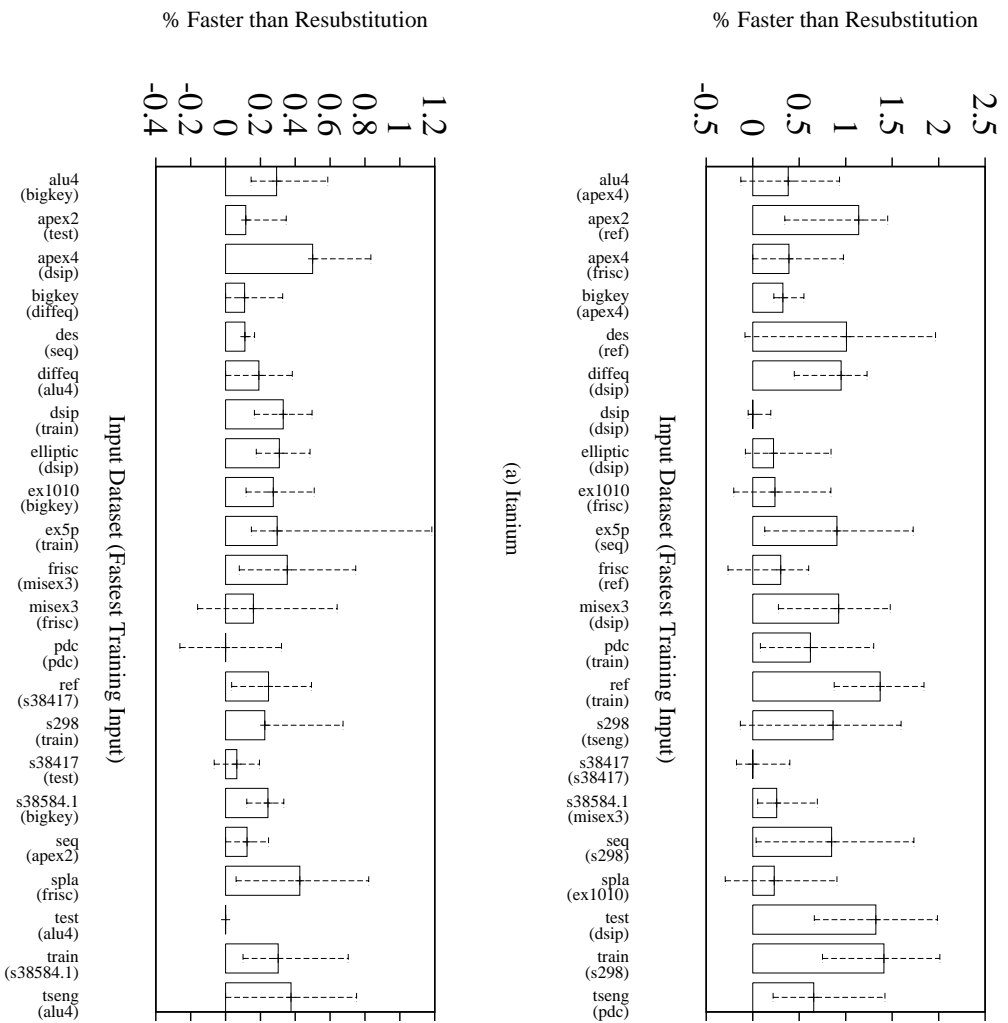 % Faster than Resubstitution
2.5
2
1.5
1
0.5
0
-0.5
alu4
(apex4)
apex2
(ref)
apex4
(frisc)
bigkey
(apex4)
des
(ref)
diffeq
(dsip)
dsip
(dsip)
elliptic
(dsip)
ex1010
(frisc)
ex5p
(seq)
frisc
(ref)
misex3
(dsip)
pdc
(train)
ref
(train)
s298
(tseng)
s38417
(s38417)
s38584.1
(misex3)
seq
(s298)
spla
(ex1010)
test
(dsip)
train
(s298)
tseng
(pdc)
Input Dataset (Fastest Training Input)
(a) Itanium
% Faster than Resubstitution
1.2
1
0.8
0.6
0.4
0.2
0
-0.2
-0.4
alu4
(bigkey)
apex2
(test)
apex4
(dsip)
bigkey
(diffeq)
des
(seq)
diffeq
(alu4)
dsip
(train)
elliptic
(dsip)
ex1010
(bigkey)
ex5p
(train)
frisc
(misex3)
misex3
(frisc)
pdc
(pdc)
ref
(s38417)
s298
(train)
s38417
(test)
s38584.1
(bigkey)
seq
(apex2)
spla
(frisc)
test
(alu4)
train
(s38584.1)
tseng
(alu4)
Input Dataset (Fastest Training Input)